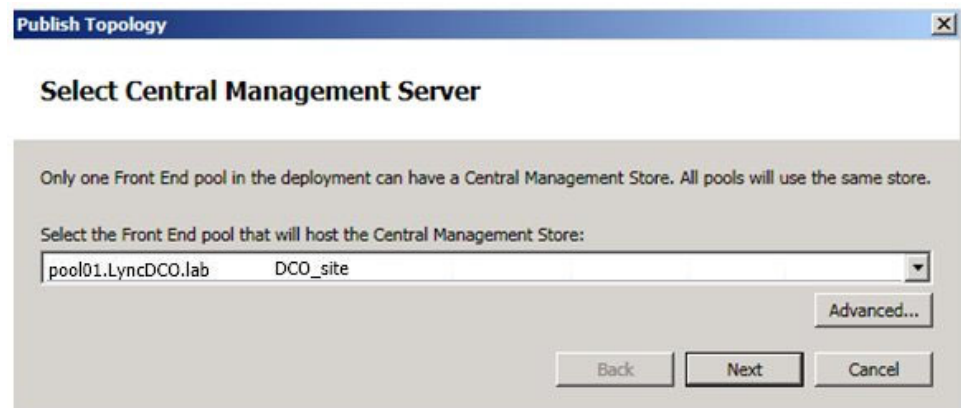 Publish Topology
Select Central Management Server
Only one Front End pool in the deployment can have a Central Management Store. All pools will use the same store.
Select the Front End pool that will host the Central Management Store:
pool01.LyncDCO.lab DCO_site
Advanced...
Back Next Cancel